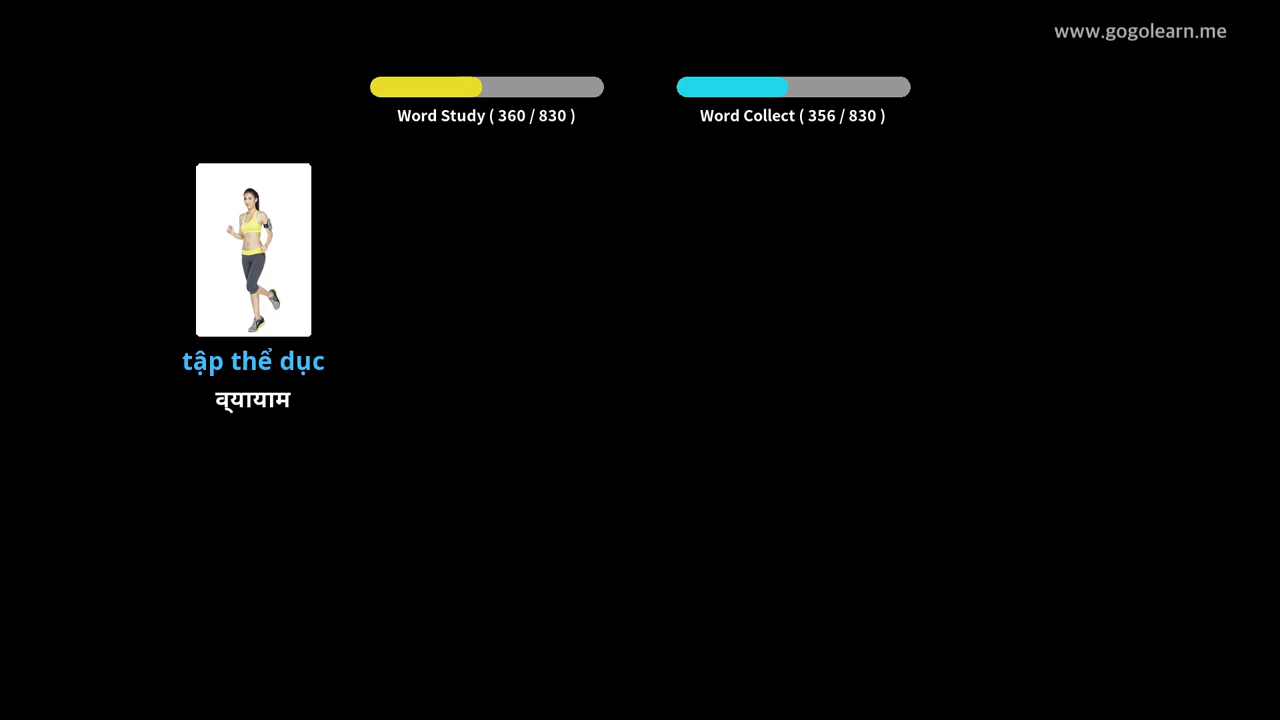 www.gogolearn.me
Word Study ( 360 / 830 )
Word Collect ( 356 / 830 )
tập thể dục
व्यायाम